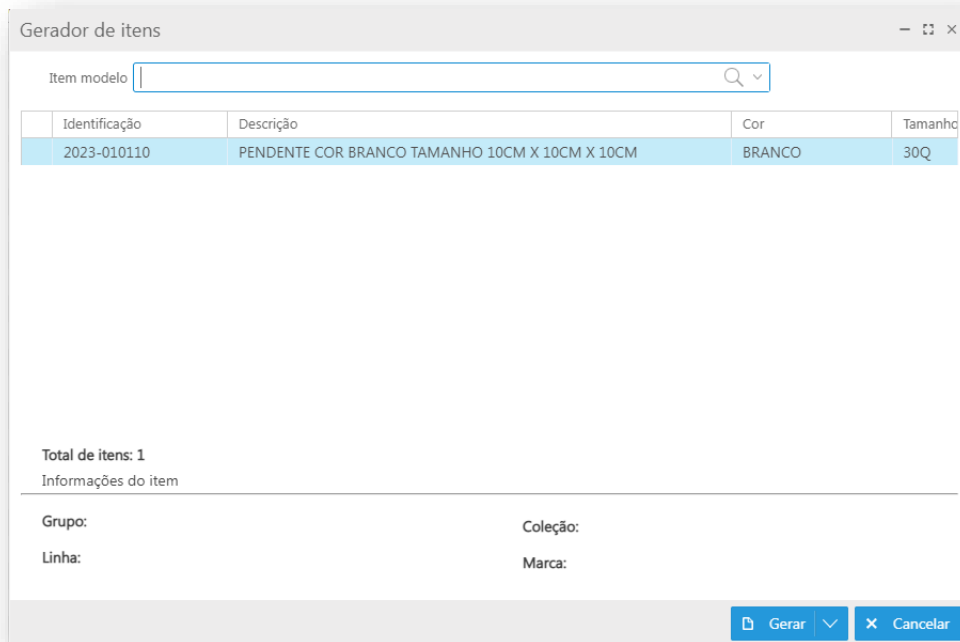 Gerador de itens
Item modelo
Identificação Descrição Cor Tamanho
2023-010110 PENDENTE COR BRANCO TAMANHO 10CM X 10CM X 10CM BRANCO 30Q
Total de itens: 1
Informações do item
Grupo: Coleção:
Linha: Marca:
Gerar Cancelar